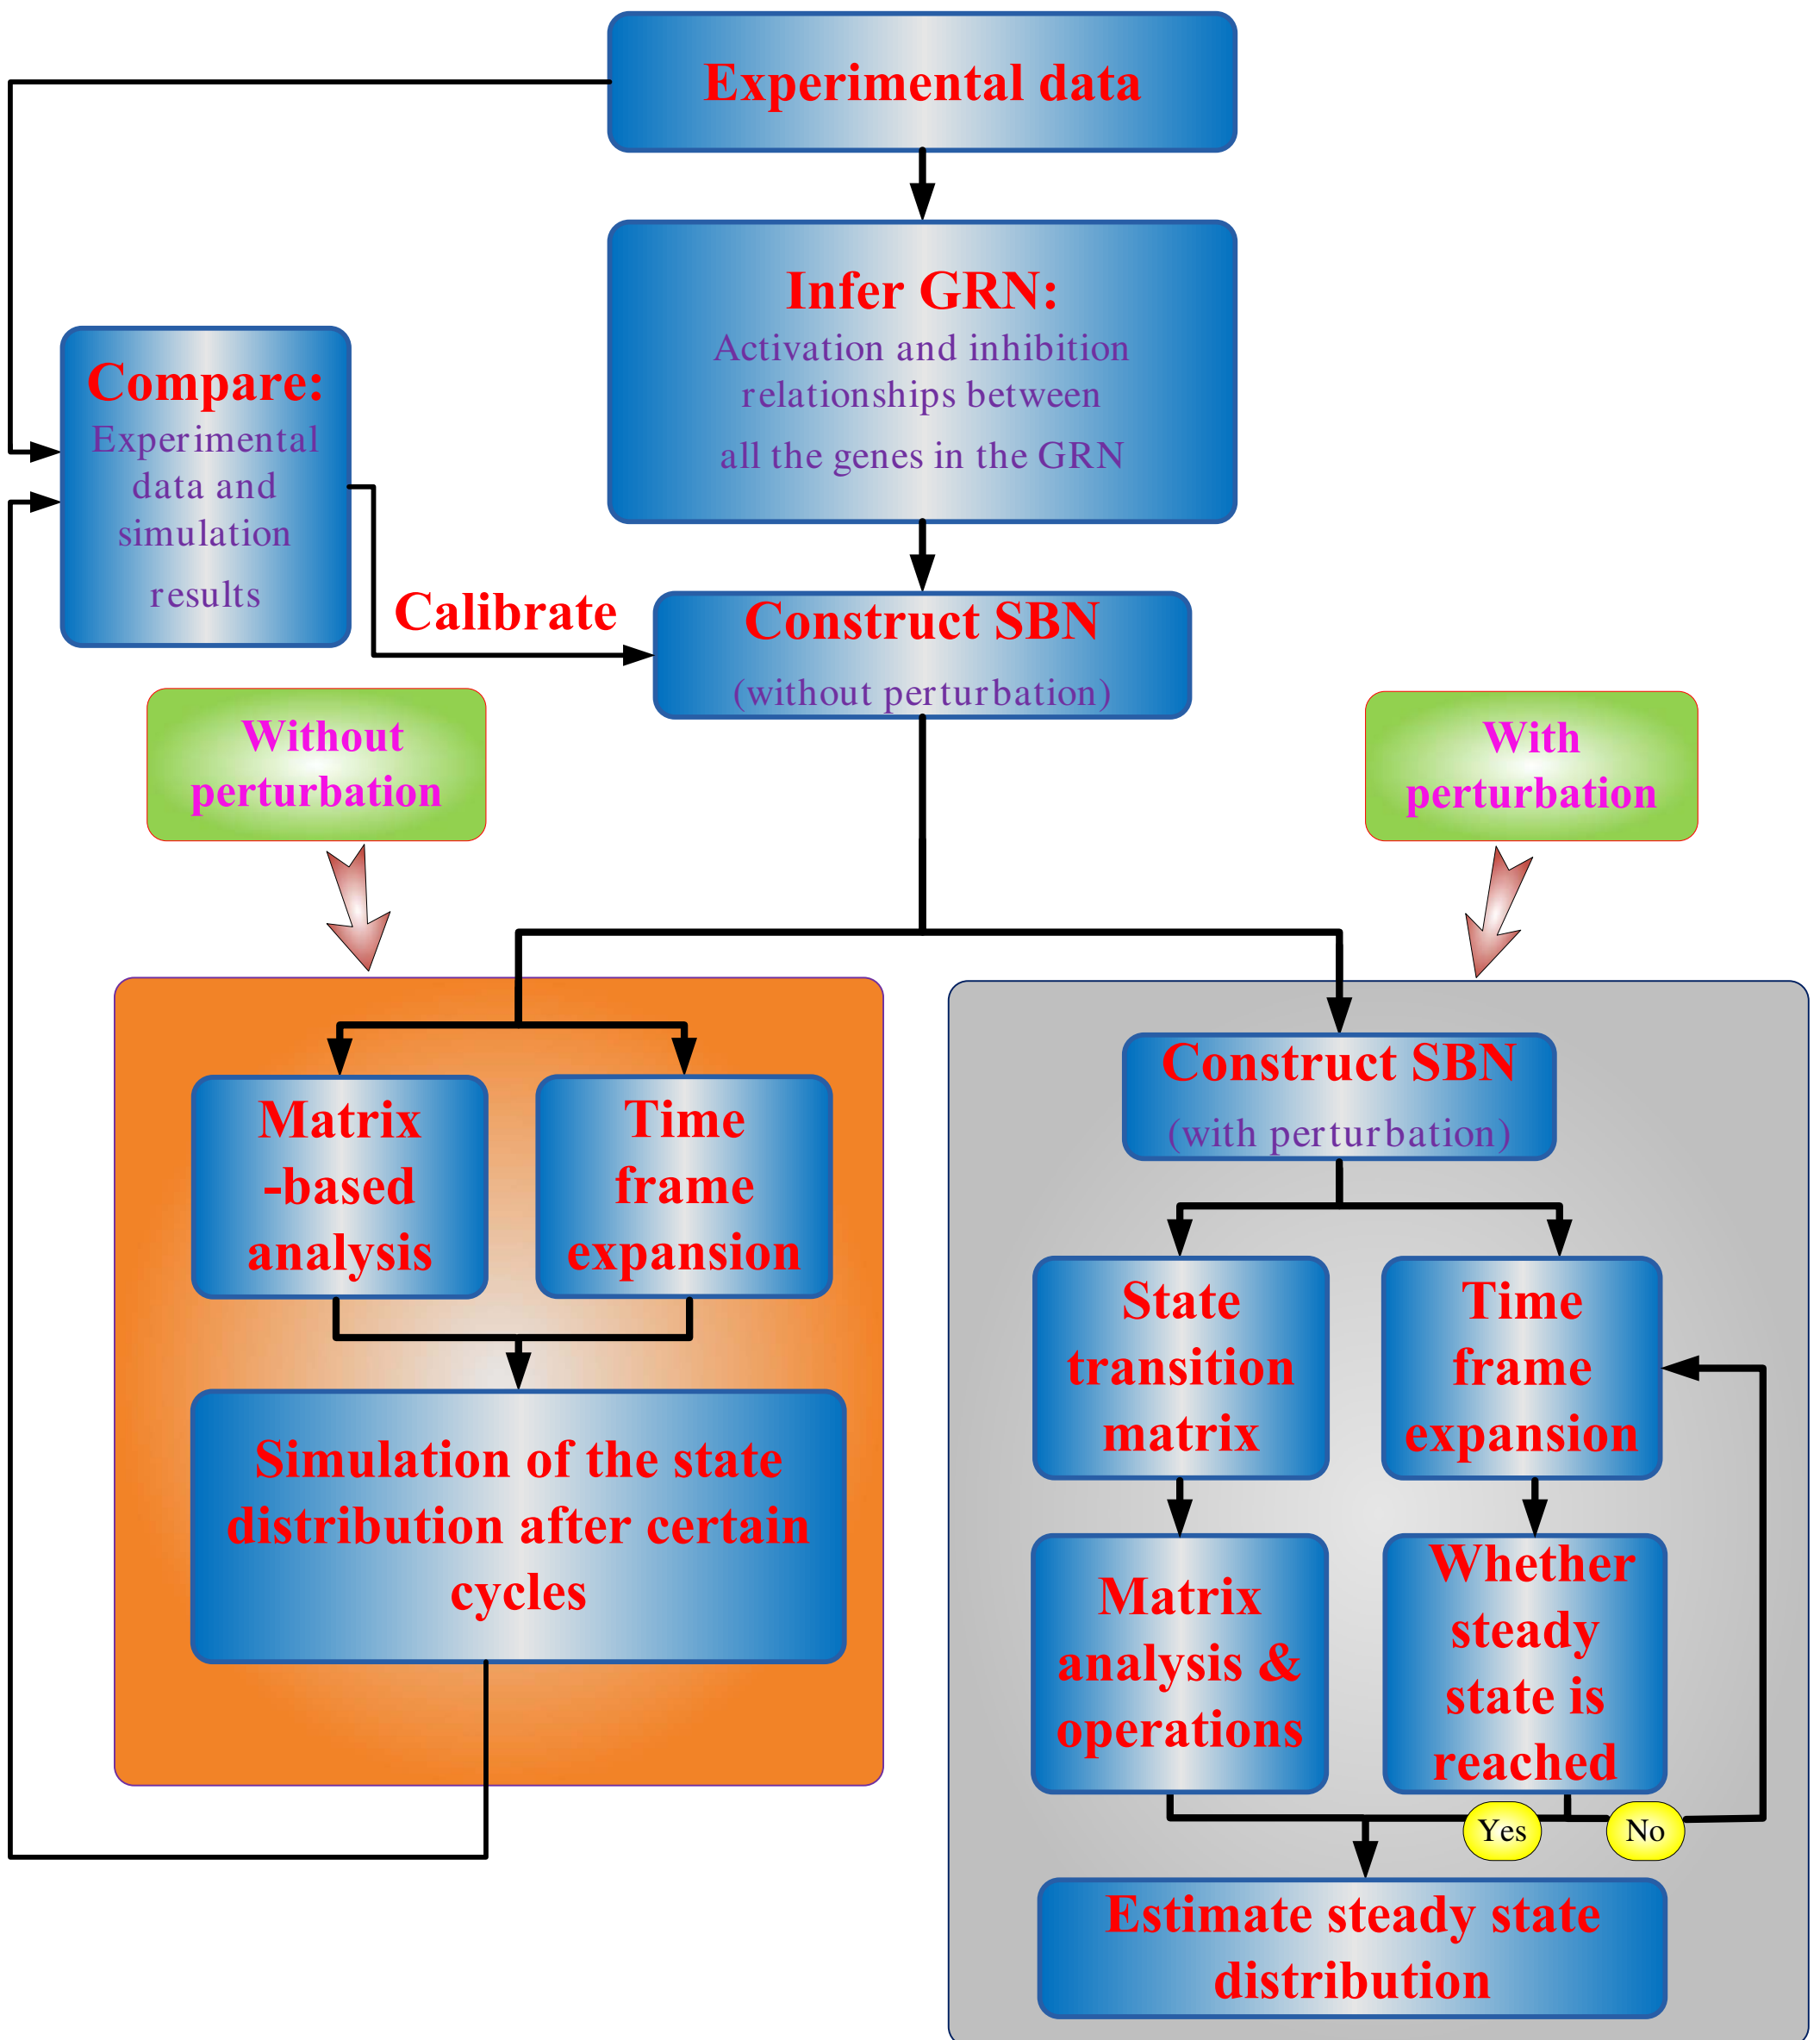 Experimental data
Infer GRN:
Activation and inhibition
relationships between
all the genes in the GRN
Compare:
Experimental
data and
simulation
results
Calibrate
Construct SBN
(without perturbation)
Without
perturbation
With
perturbation
Matrix
-based
analysis
Time
frame
expansion
Simulation of the state
distribution after certain
cycles
Construct SBN
(with perturbation)
State
transition
matrix
Time
frame
expansion
Matrix
analysis &
operations
Whether
steady
state is
reached
Yes
No
Estimate steady state
distribution